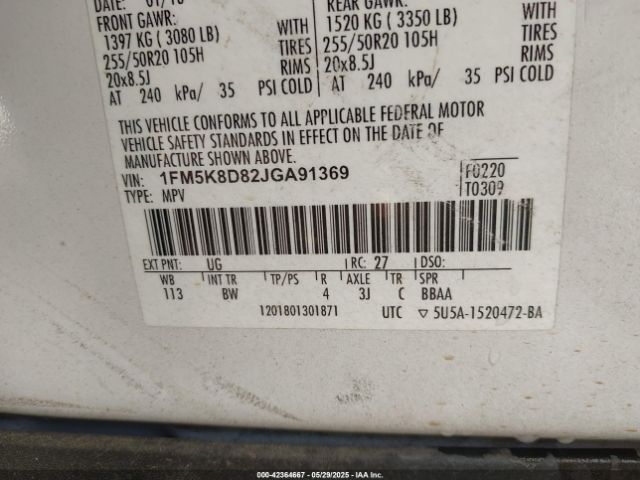 DATE: 01/18
FRONT GAWR:
1397 KG ( 3080 LB) WITH
255/50R20 105H TIRES
20x8.5J RIMS
AT 240 kPa/ 35 PSI COLD
REAR GAWR:
1520 KG ( 3350 LB) WITH
255/50R20 105H TIRES
20x8.5J RIMS
AT 240 kPa/ 35 PSI COLD
THIS VEHICLE CONFORMS TO ALL APPLICABLE FEDERAL MOTOR
VEHICLE SAFETY STANDARDS IN EFFECT ON THE DATE OF
MANUFACTURE SHOWN ABOVE.
VIN: 1FM5K8D82JGA91369 F0220
TYPE: MPV T0309
EXT PNT: UG RC: 27 DSO:
WB INT TR TP/PS R AXLE TR SPR
113 BW 4 3J C BBAA
1201801301871 UTC ▽ 5U5A-1520472-BA
000-42364667 - 05/29/2025 - IAA Inc.